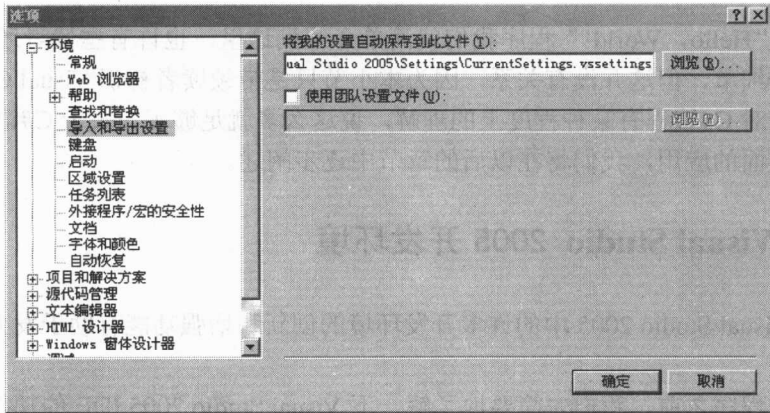 选项
环境
常规
Web 浏览器
帮助
查找和替换
导入和导出设置
键盘
启动
区域设置
任务列表
外接程序/宏的安全性
文档
字体和颜色
自动恢复
项目和解决方案
源代码管理
文本编辑器
HTML 设计器
Windows 窗体设计器
将我的设置自动保存到此文件(T):
ual Studio 2005\Settings\CurrentSettings.vssettings
浏览(R)...
使用团队设置文件(U):
浏览(W)...
确定
取消
Visual Studio 2005 开发环境